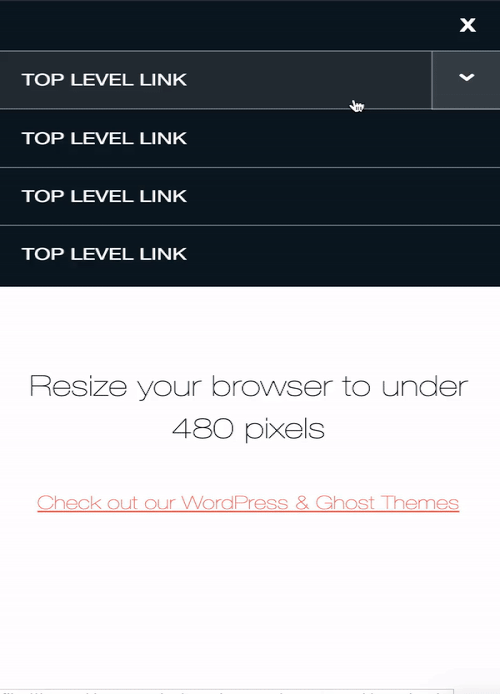 X
TOP LEVEL LINK
TOP LEVEL LINK
TOP LEVEL LINK
TOP LEVEL LINK
Resize your browser to under
480 pixels
Check out our WordPress & Ghost Themes